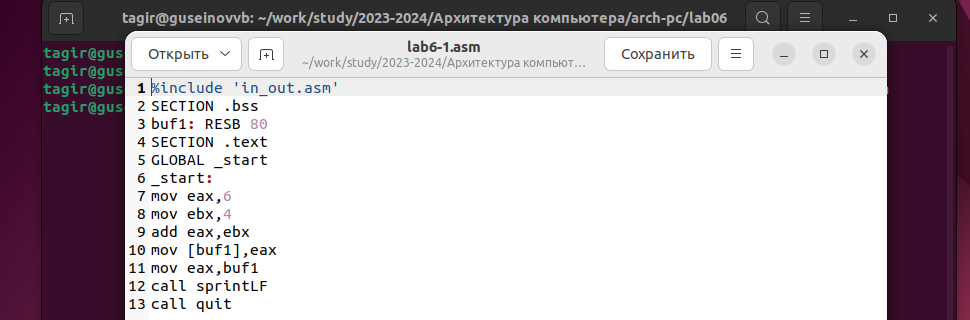 tagir@guseinovvb: ~/work/study/2023-2024/Архитектура компьютера/arch-pc/lab06
tagir@gus
tagir@gus
tagir@gus
tagir@gus
Открыть
lab6-1.asm
~/work/study/2023-2024/Архитектура компьют…
Сохранить
1 %include 'in_out.asm'
2 SECTION .bss
3 buf1: RESB 80
4 SECTION .text
5 GLOBAL _start
6 _start:
7 mov eax,6
8 mov ebx,4
9 add eax,ebx
10 mov [buf1],eax
11 mov eax,buf1
12 call sprintLF
13 call quit